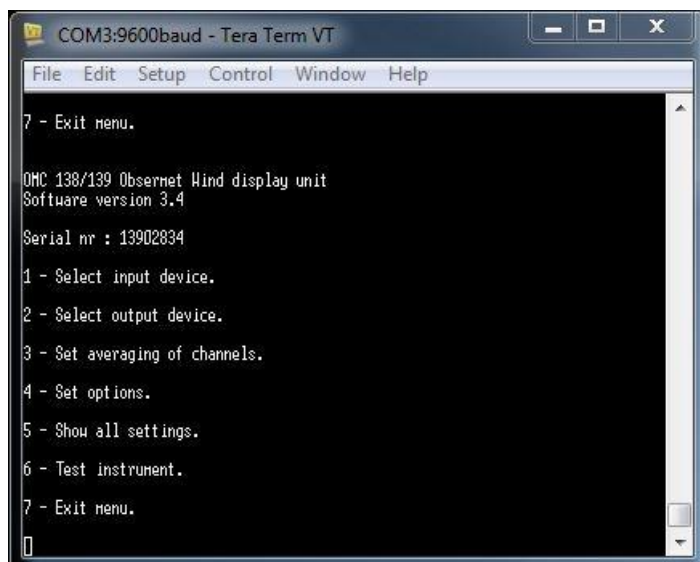 COM3:9600baud - Tera Term VT
File Edit Setup Control Window Help
7 - Exit menu.
OMC 138/139 Obsermet Wind display unit
Software version 3.4
Serial nr : 13902834
1 - Select input device.
2 - Select output device.
3 - Set averaging of channels.
4 - Set options.
5 - Show all settings.
6 - Test instrument.
7 - Exit menu.